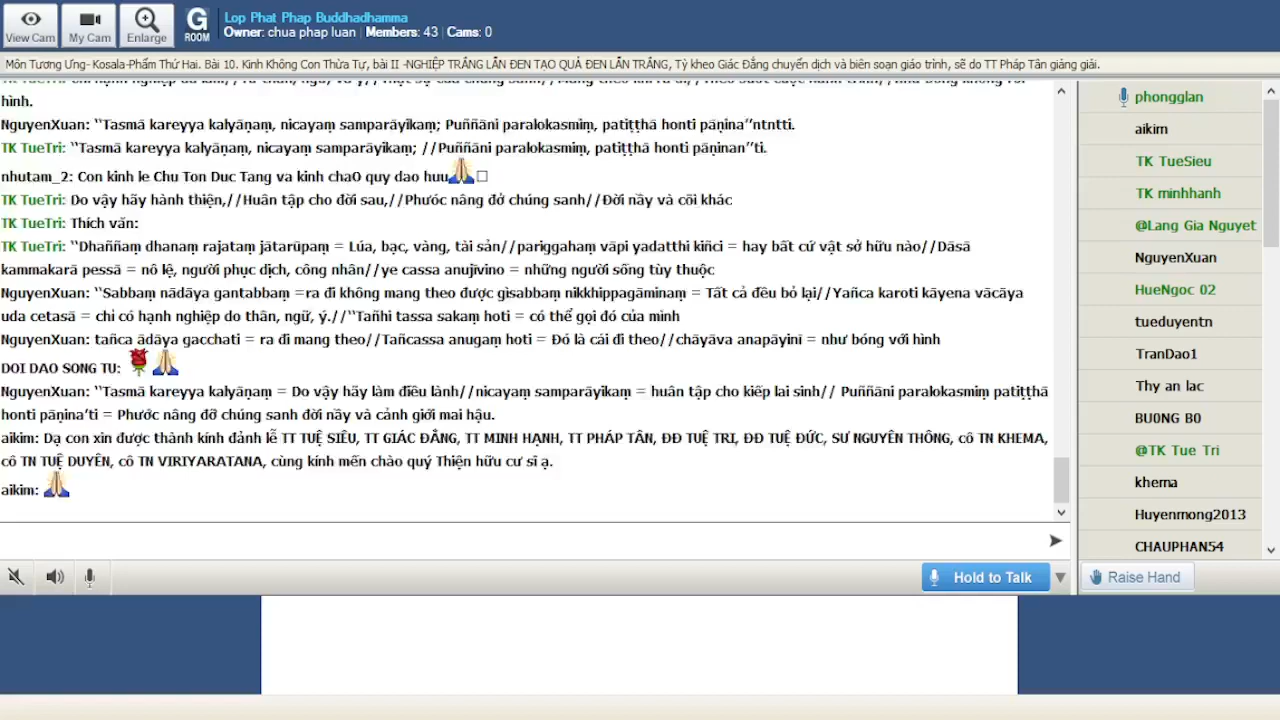 View Cam
My Cam
Enlarge
G
ROOM
Lop Phat Phap Buddhadhamma
Owner: chua phap luan | Members: 43 | Cams: 0
Môn Tương Ưng- Kosala-Phẩm Thứ Hai. Bài 10. Kinh Không Con Thừa Tự, bài II -NGHIỆP TRẮNG LẪN ĐEN TẠO QUẢ ĐEN LẪN TRẮNG, Tỷ kheo Giác Đẳng chuyển dịch và biên soạn giáo trình, sẽ do TT Pháp Tân giảng giải.
hình.
NguyenXuan: ‘‘Tasmā kareyya kalyāṇaṃ, nicayaṃ samparāyikaṃ; Puññāni paralokasmiṃ, patiṭṭhā honti pāṇina’’ntntti.
TK TueTri: ‘‘Tasmā kareyya kalyāṇaṃ, nicayaṃ samparāyikaṃ; //Puññāni paralokasmiṃ, patiṭṭhā honti pāṇinan’’ti.
nhutam_2: Con kinh le Chu Ton Duc Tang va kinh chaO quy dao huu
TK TueTri: Do vậy hãy hành thiện,//Huân tập cho đời sau,//Phước nâng đở chúng sanh//Đời nầy và cõi khác
TK TueTri: Thích văn:
TK TueTri: ‘‘Dhaññaṃ dhanaṃ rajataṃ jātarūpaṃ = Lúa, bạc, vàng, tài sản//pariggahaṃ vāpi yadatthi kiñci = hay bất cứ vật sở hữu nào//Dāsā
kammakarā pessā = nô lệ, người phục dịch, công nhân//ye cassa anujīvino = những người sống tùy thuộc
NguyenXuan: ‘‘Sabbaṃ nādāya gantabbaṃ =ra đi không mang theo được gìsabbaṃ nikkhippagāminaṃ = Tất cả đều bỏ lại//Yañca karoti kāyena vācāya
uda cetasā = chỉ có hạnh nghiệp do thân, ngữ, ý.//‘‘Tañhi tassa sakaṃ hoti = có thể gọi đó của mình
NguyenXuan: tañca ādāya gacchati = ra đi mang theo//Tañcassa anugaṃ hoti = Đó là cái đi theo//chāyāva anapāyinī = như bóng với hình
DOI DAO SONG TU:
NguyenXuan: ‘‘Tasmā kareyya kalyāṇaṃ = Do vậy hãy làm điều lành//nicayaṃ samparāyikaṃ = huân tập cho kiếp lai sinh// Puññāni paralokasmiṃ patiṭṭhā
honti pāṇina’ti = Phước nâng đỡ chúng sanh đời nầy và cảnh giới mai hậu.
aikim: Dạ con xin được thành kính đảnh lễ TT TUỆ SIÊU, TT GIÁC ĐẲNG, TT MINH HẠNH, TT PHÁP TÂN, ĐĐ TUỆ TRI, ĐĐ TUỆ ĐỨC, SƯ NGUYÊN THÔNG, cô TN KHEMA,
cô TN TUỆ DUYÊN, cô TN VIRIYARATANA, cùng kính mến chào quý Thiện hữu cư sĩ ạ.
aikim:
Hold to Talk
phongglan
aikim
TK TueSieu
TK minhhanh
@Lang Gia Nguyet
NguyenXuan
HueNgoc 02
tueduyentn
TranDao1
Thy an lac
BU0NG B0
@TK Tue Tri
khema
Huyenmong2013
CHAUPHAN54
Raise Hand